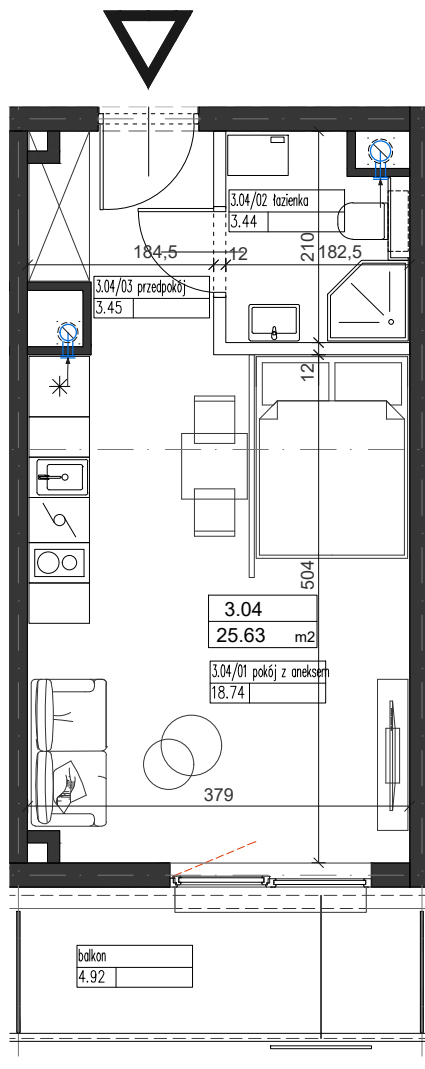 3.04/02 łazienka
3.44
184,5
12
210
182,5
3.04/03 przedpokój
3.45
12
504
3.04
25.63 m2
3.04/01 pokój z aneksem
18.74
379
balkon
4.92